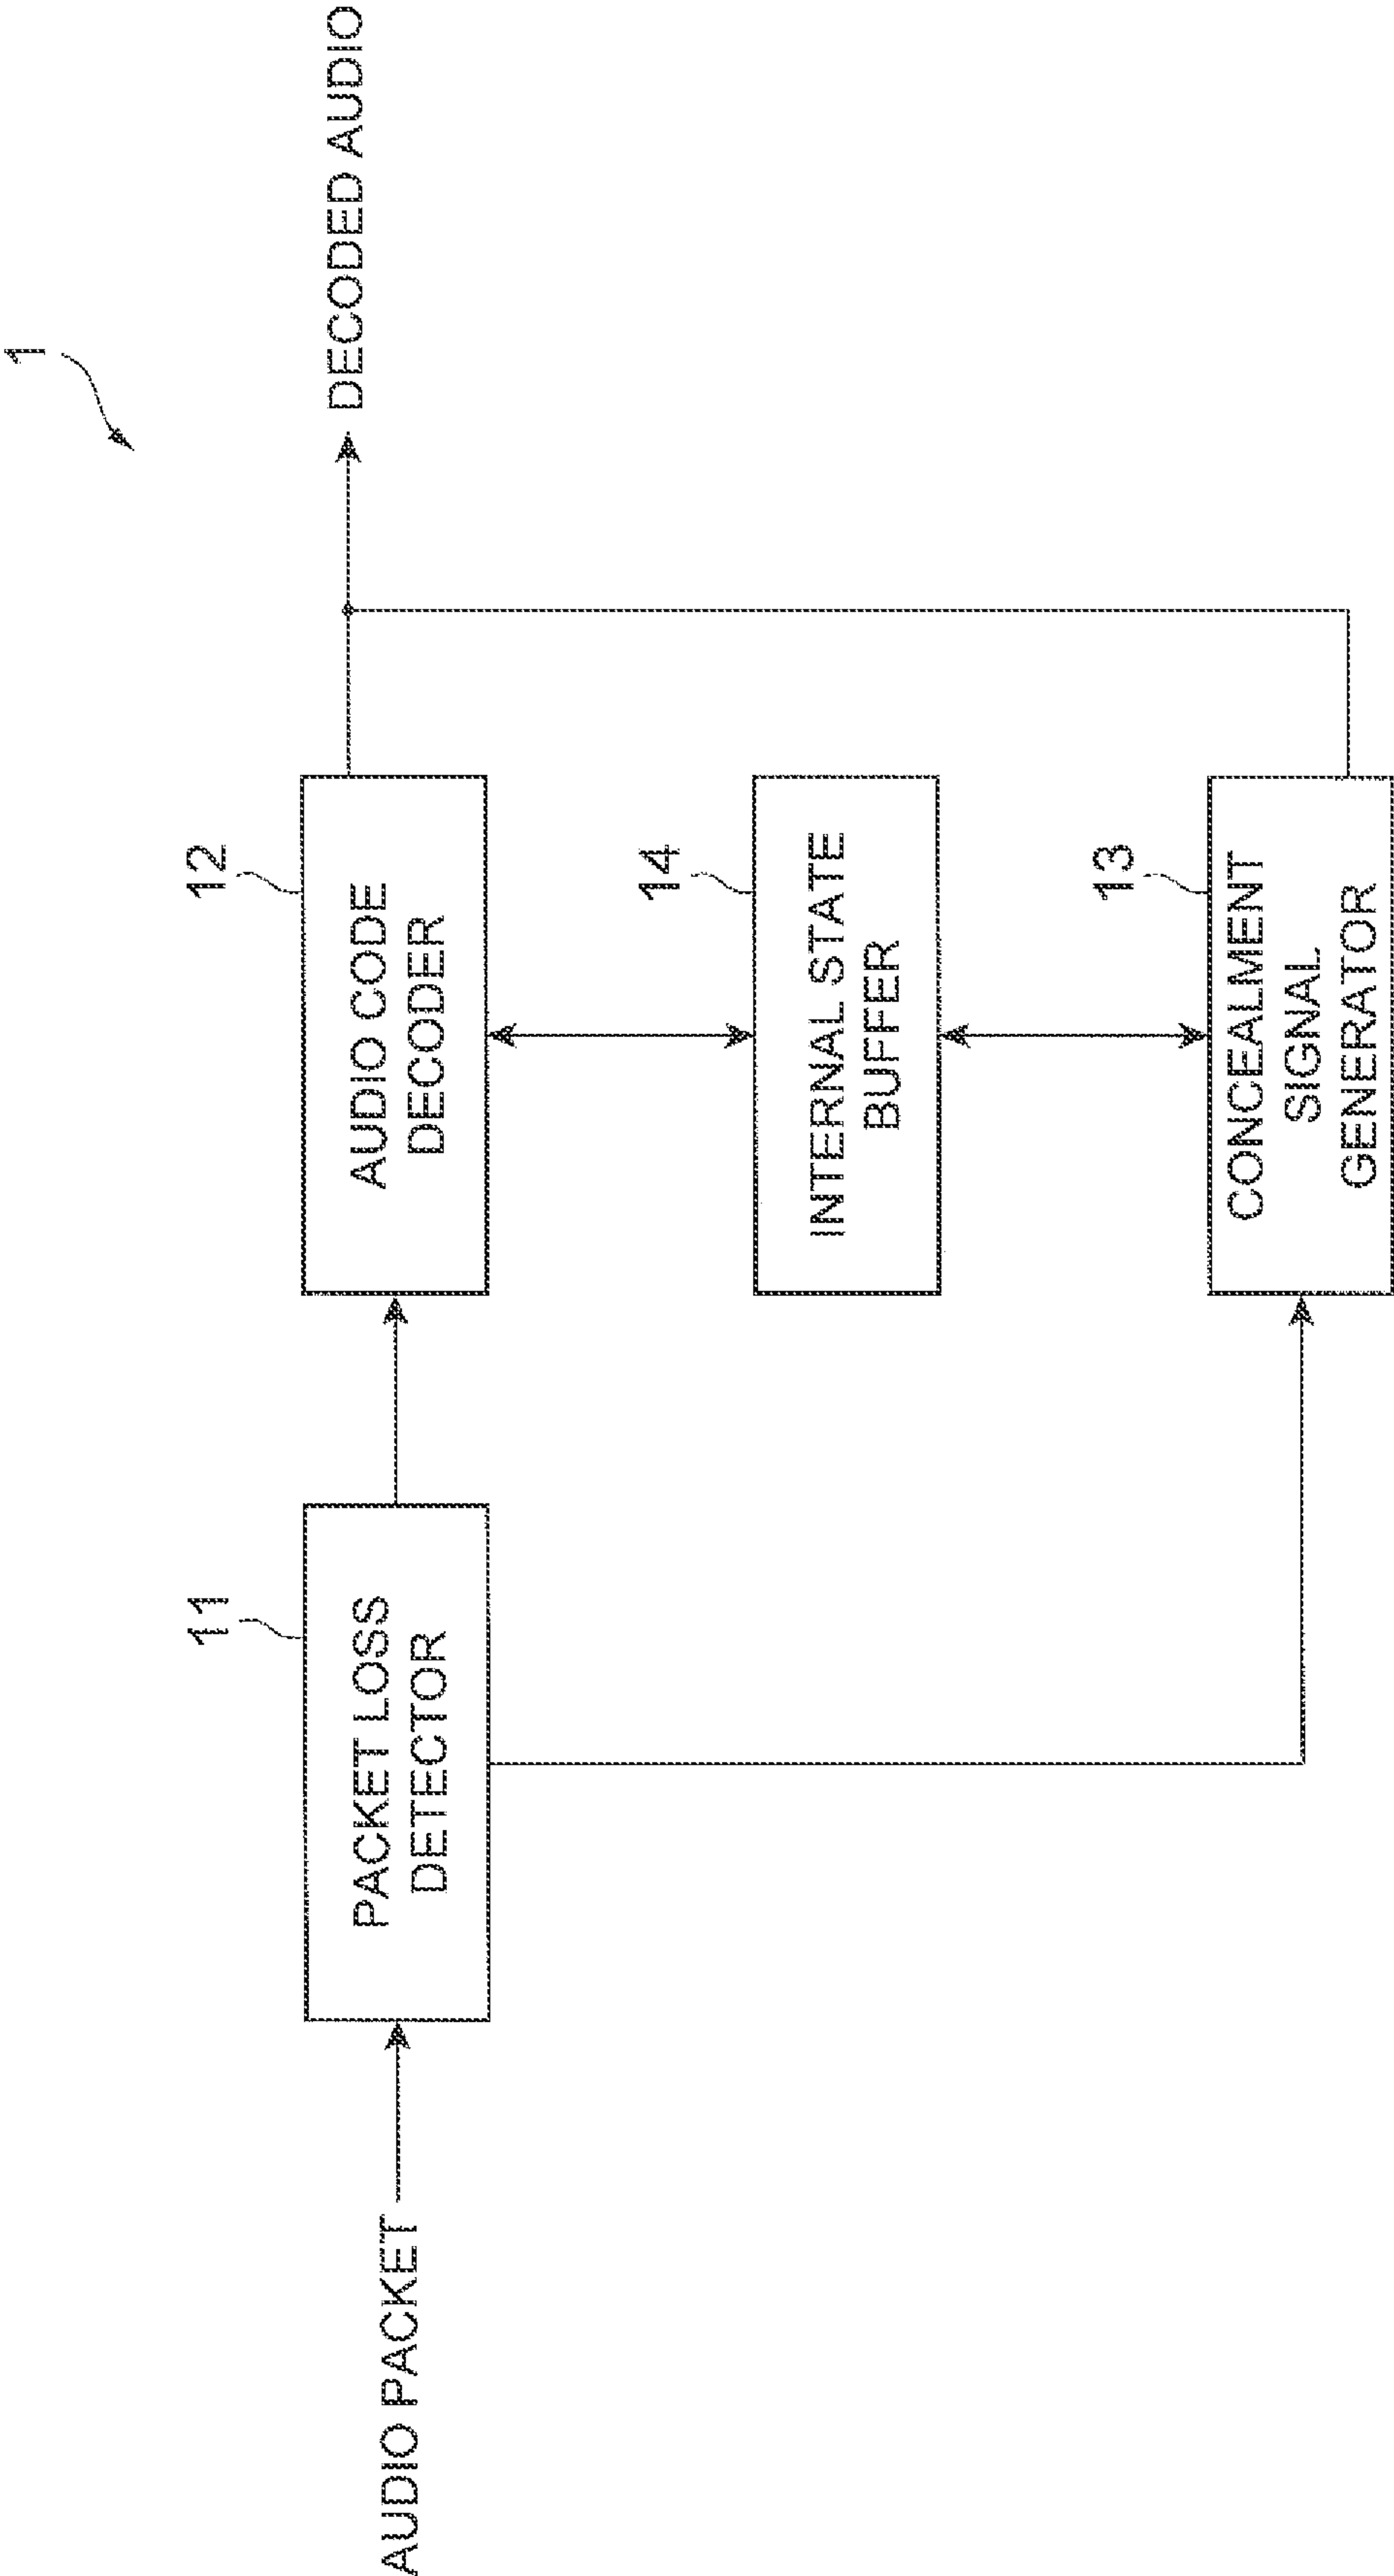 1
AUDIO PACKET
11
PACKET LOSS
DETECTOR
12
AUDIO CODE
DECODER
DECODED AUDIO
14
INTERNAL STATE
BUFFER
13
CONCEALMENT
SIGNAL
GENERATOR